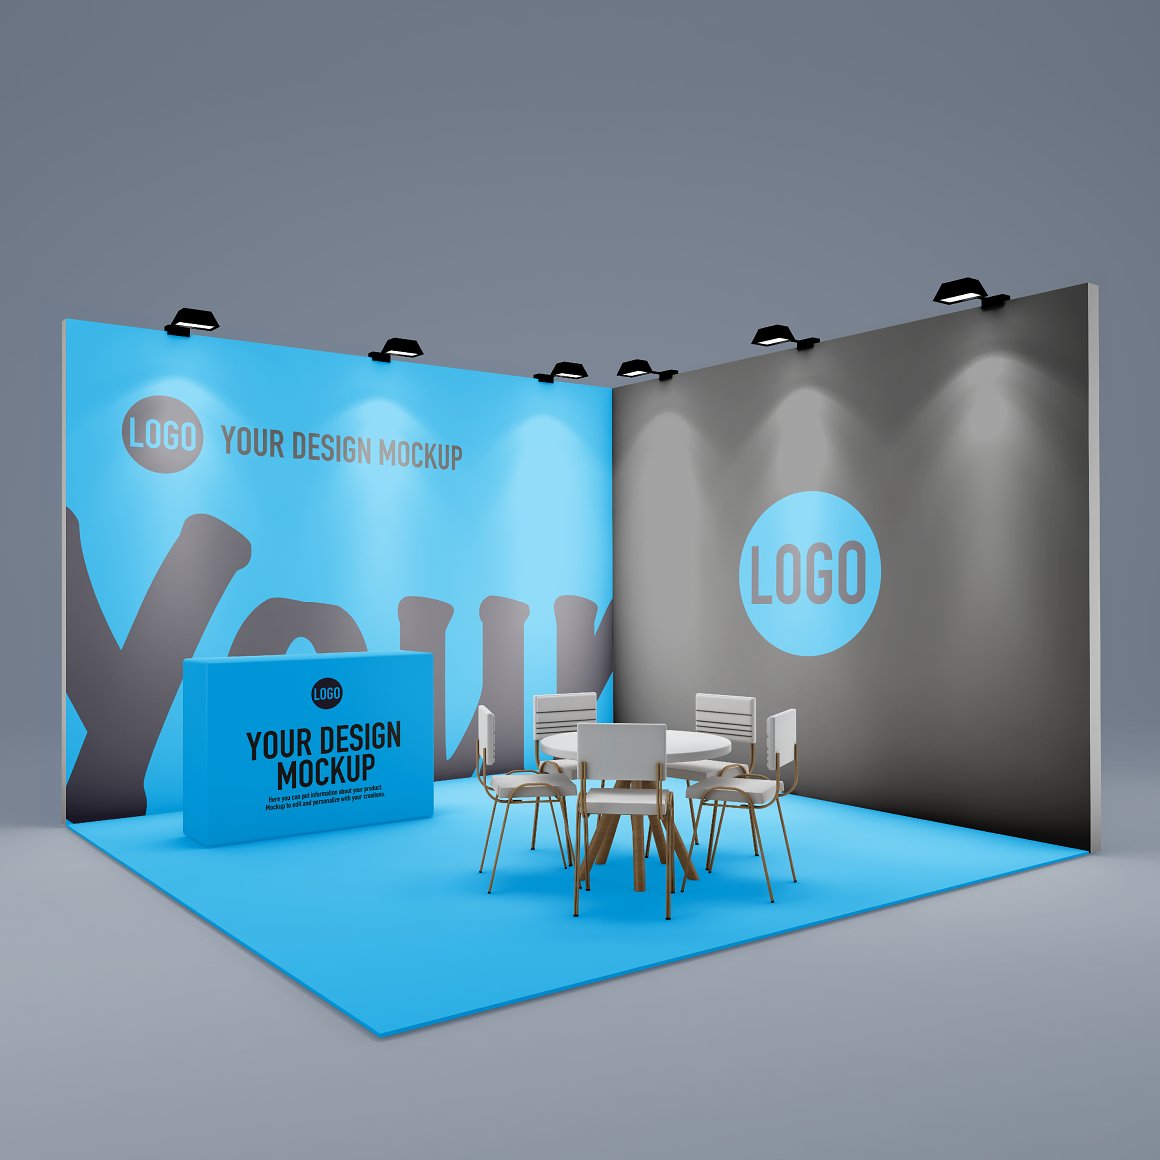 LOGO YOUR DESIGN MOCKUP
You
LOGO
LOGO
YOUR DESIGN
MOCKUP
Here you can put information about your product.
Mockup to edit and personalize with your creations.